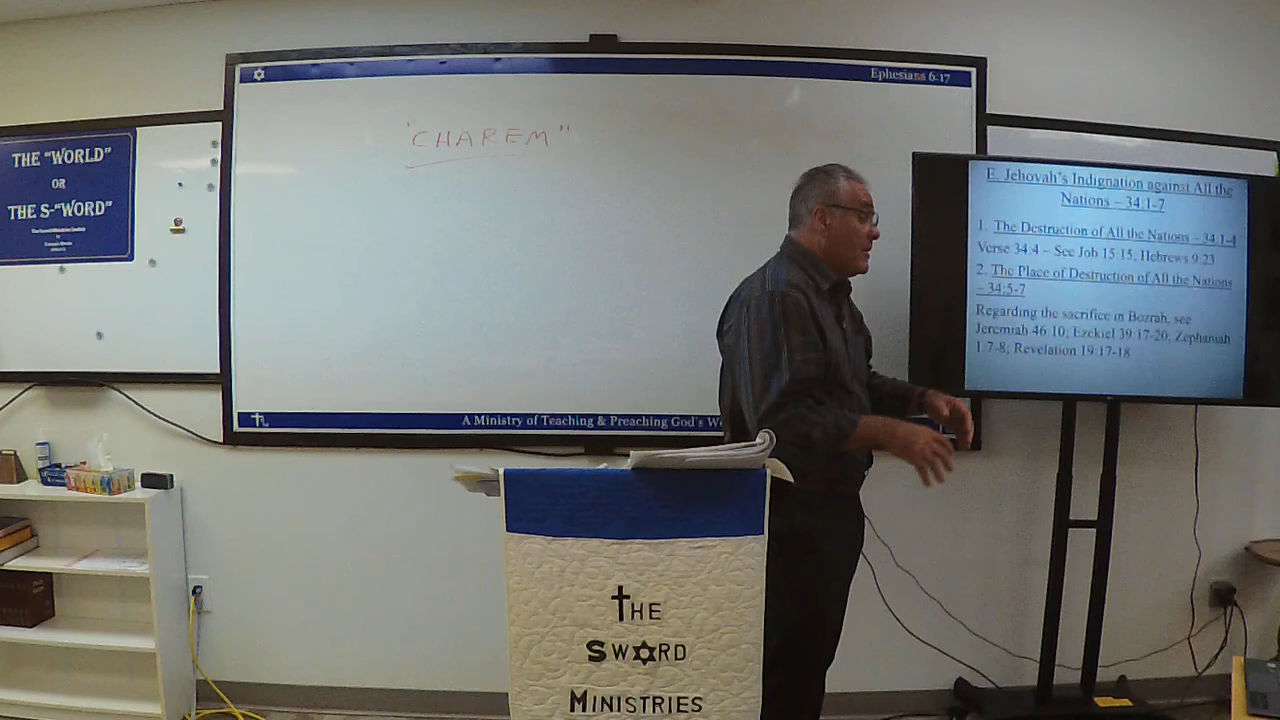 THE "WORLD"
OR
THE S-"WORD"
Ephesians 6:17
"CHAREM"
A Ministry of Teaching & Preaching God's
E. Jehovah's Indignation against All the
Nations – 34:1-7
1. The Destruction of All the Nations – 34:1-4
Verse 34:4 – See Job 15:15; Hebrews 9:23
2. The Place of Destruction of All the Nations
– 34:5-7
Regarding the sacrifice in Bozrah, see
Jeremiah 46:10; Ezekiel 39:17-20; Zephaniah
1:7-8; Revelation 19:17-18
THE
SWORD
MINISTRIES